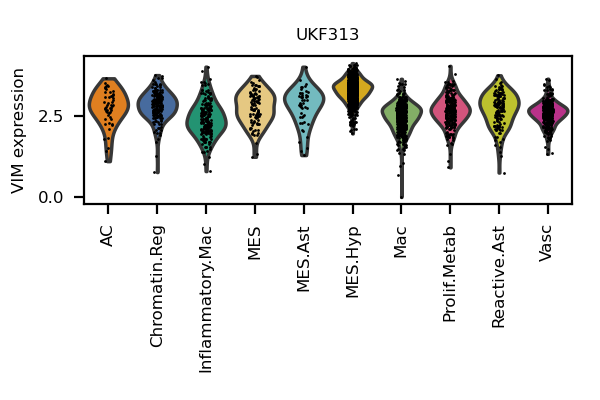 UKF313
VIM expression
2.5
0.0
AC
Chromatin.Reg
Inflammatory.Mac
MES
MES.Ast
MES.Hyp
Mac
Prolif.Metab
Reactive.Ast
Vasc